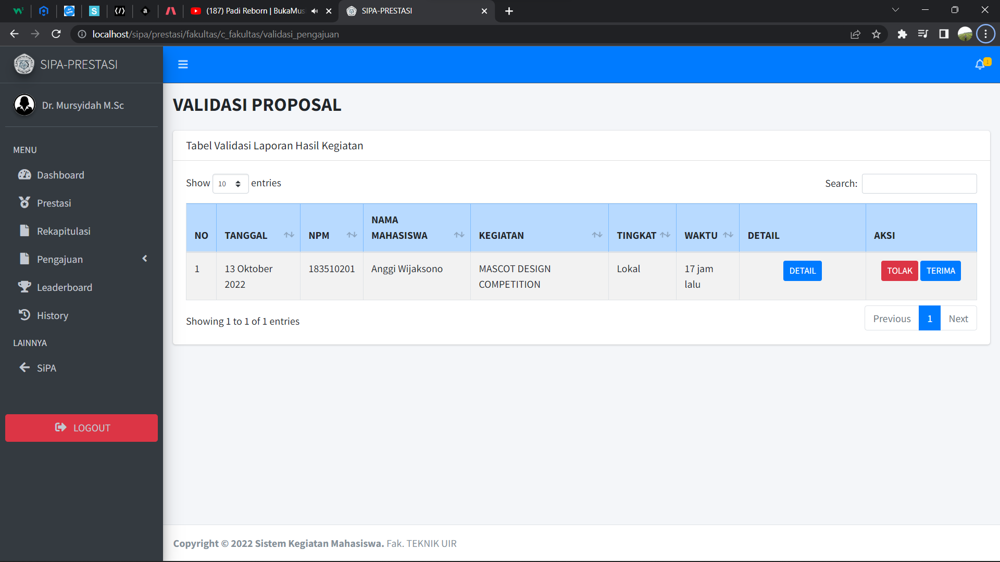 (187) Padi Reborn | BukaMus
SIPA-PRESTASI
localhost/sipa/prestasi/fakultas/c_fakultas/validasi_pengajuan
SIPA-PRESTASI
1
Dr. Mursyidah M.Sc
MENU
Dashboard
Prestasi
Rekapitulasi
Pengajuan
Leaderboard
History
LAINNYA
SiPA
LOGOUT
VALIDASI PROPOSAL
Tabel Validasi Laporan Hasil Kegiatan
Show 10 entries
Search:
NO TANGGAL NPM NAMA MAHASISWA KEGIATAN TINGKAT WAKTU DETAIL AKSI
1 13 Oktober 2022 183510201 Anggi Wijaksono MASCOT DESIGN COMPETITION Lokal 17 jam lalu DETAIL TOLAK TERIMA
Showing 1 to 1 of 1 entries
Previous 1 Next
Copyright © 2022 Sistem Kegiatan Mahasiswa. Fak. TEKNIK UIR